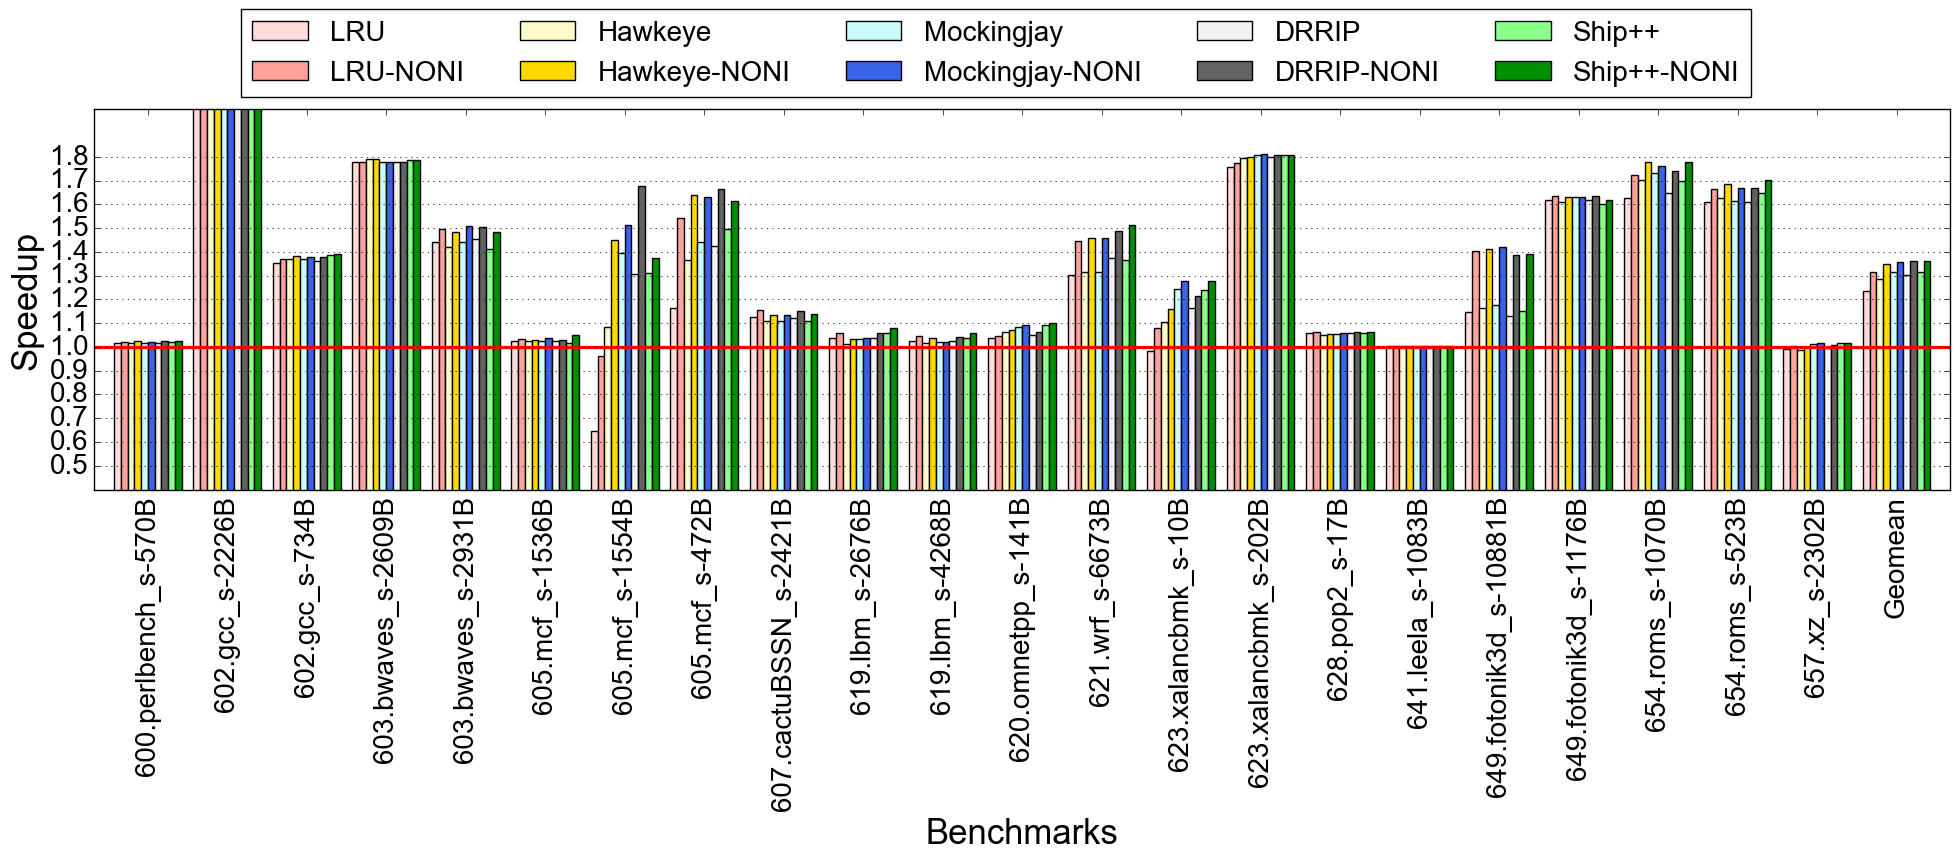 LRU Hawkeye Mockingjay DRRIP Ship++
LRU-NONI Hawkeye-NONI Mockingjay-NONI DRRIP-NONI Ship++-NONI
Speedup
1.8
1.7
1.6
1.5
1.4
1.3
1.2
1.1
1.0
0.9
0.8
0.7
0.6
0.5
600.perlbench_s-570B
602.gcc_s-2226B
602.gcc_s-734B
603.bwaves_s-2609B
603.bwaves_s-2931B
605.mcf_s-1536B
605.mcf_s-1554B
605.mcf_s-472B
607.cactuBSSN_s-2421B
619.lbm_s-2676B
619.lbm_s-4268B
620.omnetpp_s-141B
621.wrf_s-6673B
623.xalancbmk_s-10B
623.xalancbmk_s-202B
628.pop2_s-17B
641.leela_s-1083B
649.fotonik3d_s-10881B
649.fotonik3d_s-1176B
654.roms_s-1070B
654.roms_s-523B
657.xz_s-2302B
Geomean
Benchmarks